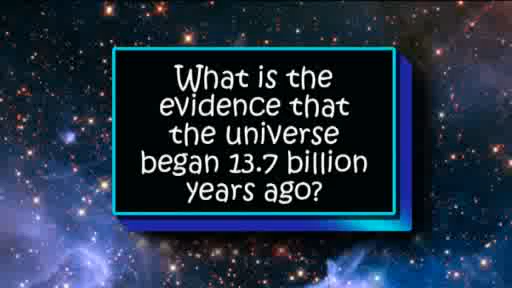 What is the
evidence that
the universe
began 13.7 billion
years ago?